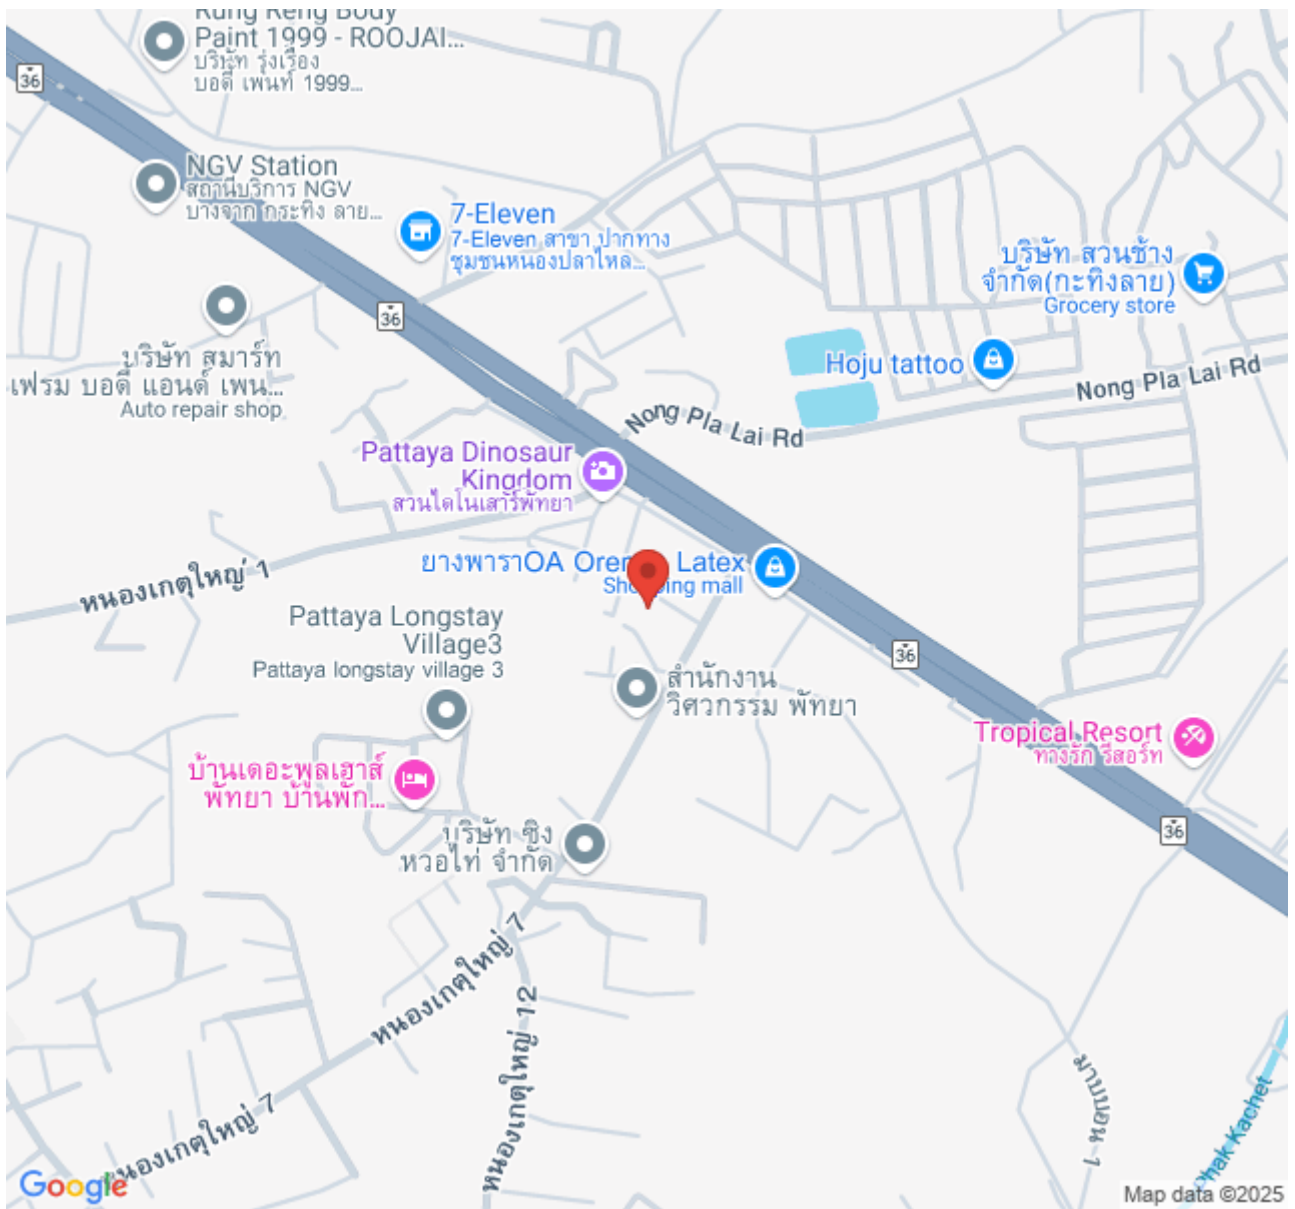 Rung Reng Body
Paint 1999 - ROOJAI...
บริษัท รุ่งเรือง
บอดี้ เพ้นท์ 1999...
36
NGV Station
สถานีบริการ NGV
บางจาก กระทิง ลาย...
7-Eleven
7-Eleven สาขา ปากทาง
ชุมชนหนองปลาไหล...
บริษัท สวนช้าง
จำกัด(กะทิงลาย)
Grocery store
36
บริษัท สมาร์ท
เฟรม บอดี้ แอนด์ เพน...
Auto repair shop
Hoju tattoo
Nong Pla Lai Rd
Nong Pla Lai Rd
Pattaya Dinosaur
Kingdom
สวนไดโนเสาร์พัทยา
ยางพาราOA Latex
Shopping mall
หนองเกตุใหญ่ 1
Pattaya Longstay
Village3
Pattaya longstay village 3
36
สำนักงาน
วิศวกรรม พัทยา
Tropical Resort
ทางรัก รีสอร์ท
บ้านเดอะพูลเฮาส์
พัทยา บ้านพัก...
36
บริษัท ซิง
หวอไท่ จำกัด
หนองเกตุใหญ่ 7
หนองเกตุใหญ่ 12
มาบบอน 1
หนองเกตุใหญ่ 7
Phak Kachet
Google
Map data ©2025